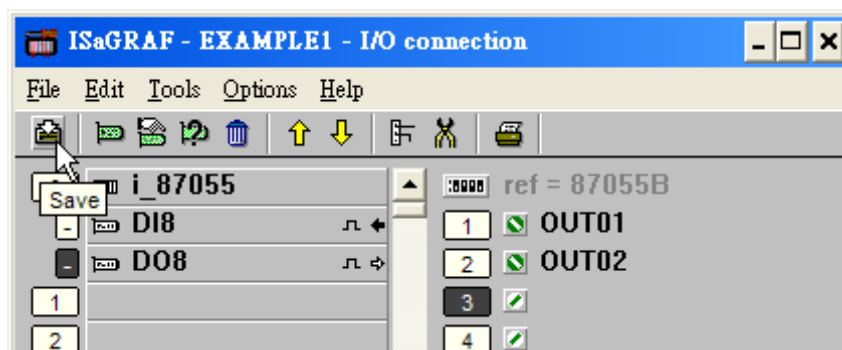 ISaGRAF - EXAMPLE1 - I/O connection
File Edit Tools Options Help
i_87055
ref = 87055B
Save
DI8
1 OUT01
DO8
2 OUT02
1
3
2
4